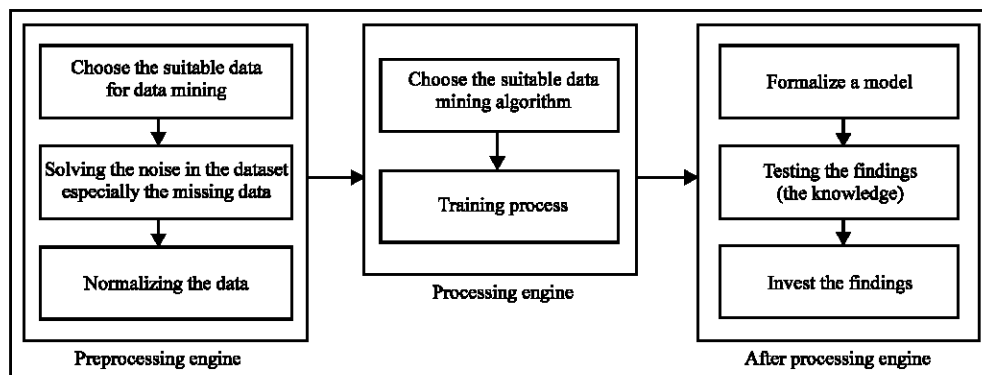 Choose the suitable data
for data mining
Solving the noise in the dataset
especially the missing data
Normalizing the data
Preprocessing engine
Choose the suitable data
mining algorithm
Training process
Processing engine
Formalize a model
Testing the findings
(the knowledge)
Invest the findings
After processing engine